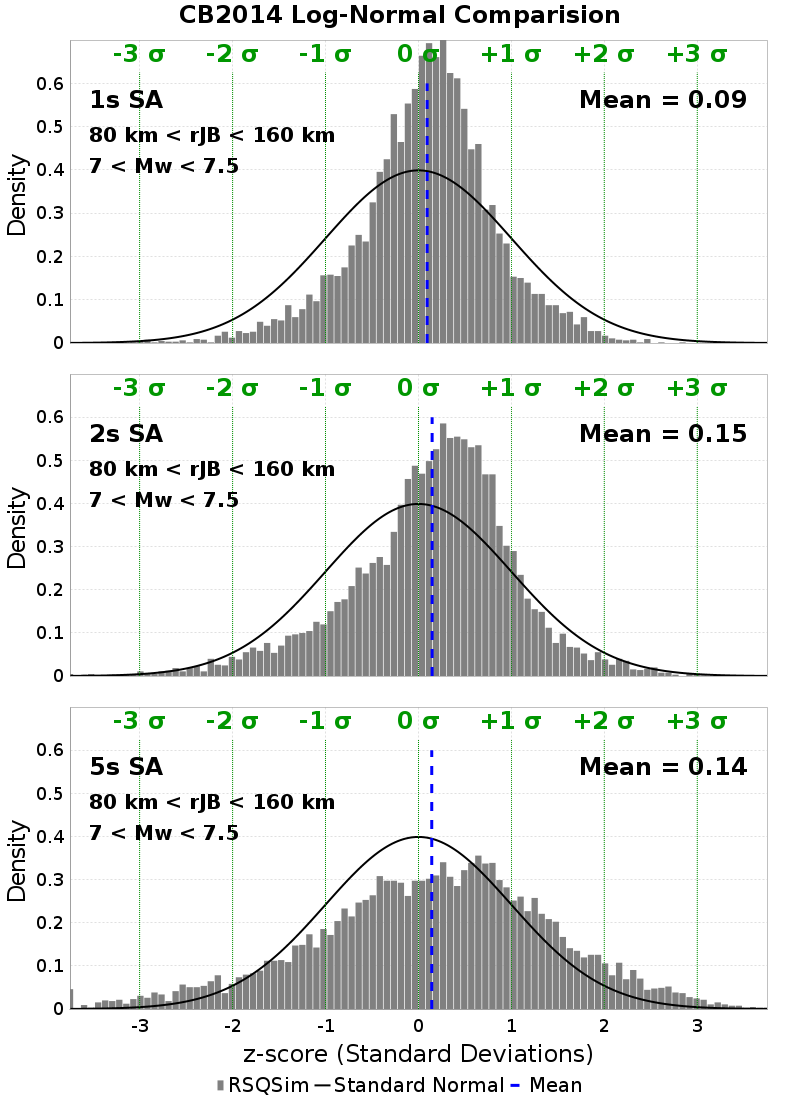 CB2014 Log-Normal Comparision
-3 σ -2 σ -1 σ 0 σ +1 σ +2 σ +3 σ
1s SA Mean = 0.09
80 km < rJB < 160 km
7 < Mw < 7.5
Density
0.6
0.5
0.4
0.3
0.2
0.1
0
-3 σ -2 σ -1 σ 0 σ +1 σ +2 σ +3 σ
2s SA Mean = 0.15
80 km < rJB < 160 km
7 < Mw < 7.5
Density
0.6
0.5
0.4
0.3
0.2
0.1
0
-3 σ -2 σ -1 σ 0 σ +1 σ +2 σ +3 σ
5s SA Mean = 0.14
80 km < rJB < 160 km
7 < Mw < 7.5
Density
0.6
0.5
0.4
0.3
0.2
0.1
0
-3 -2 -1 0 1 2 3
z-score (Standard Deviations)
RSQSim Standard Normal Mean